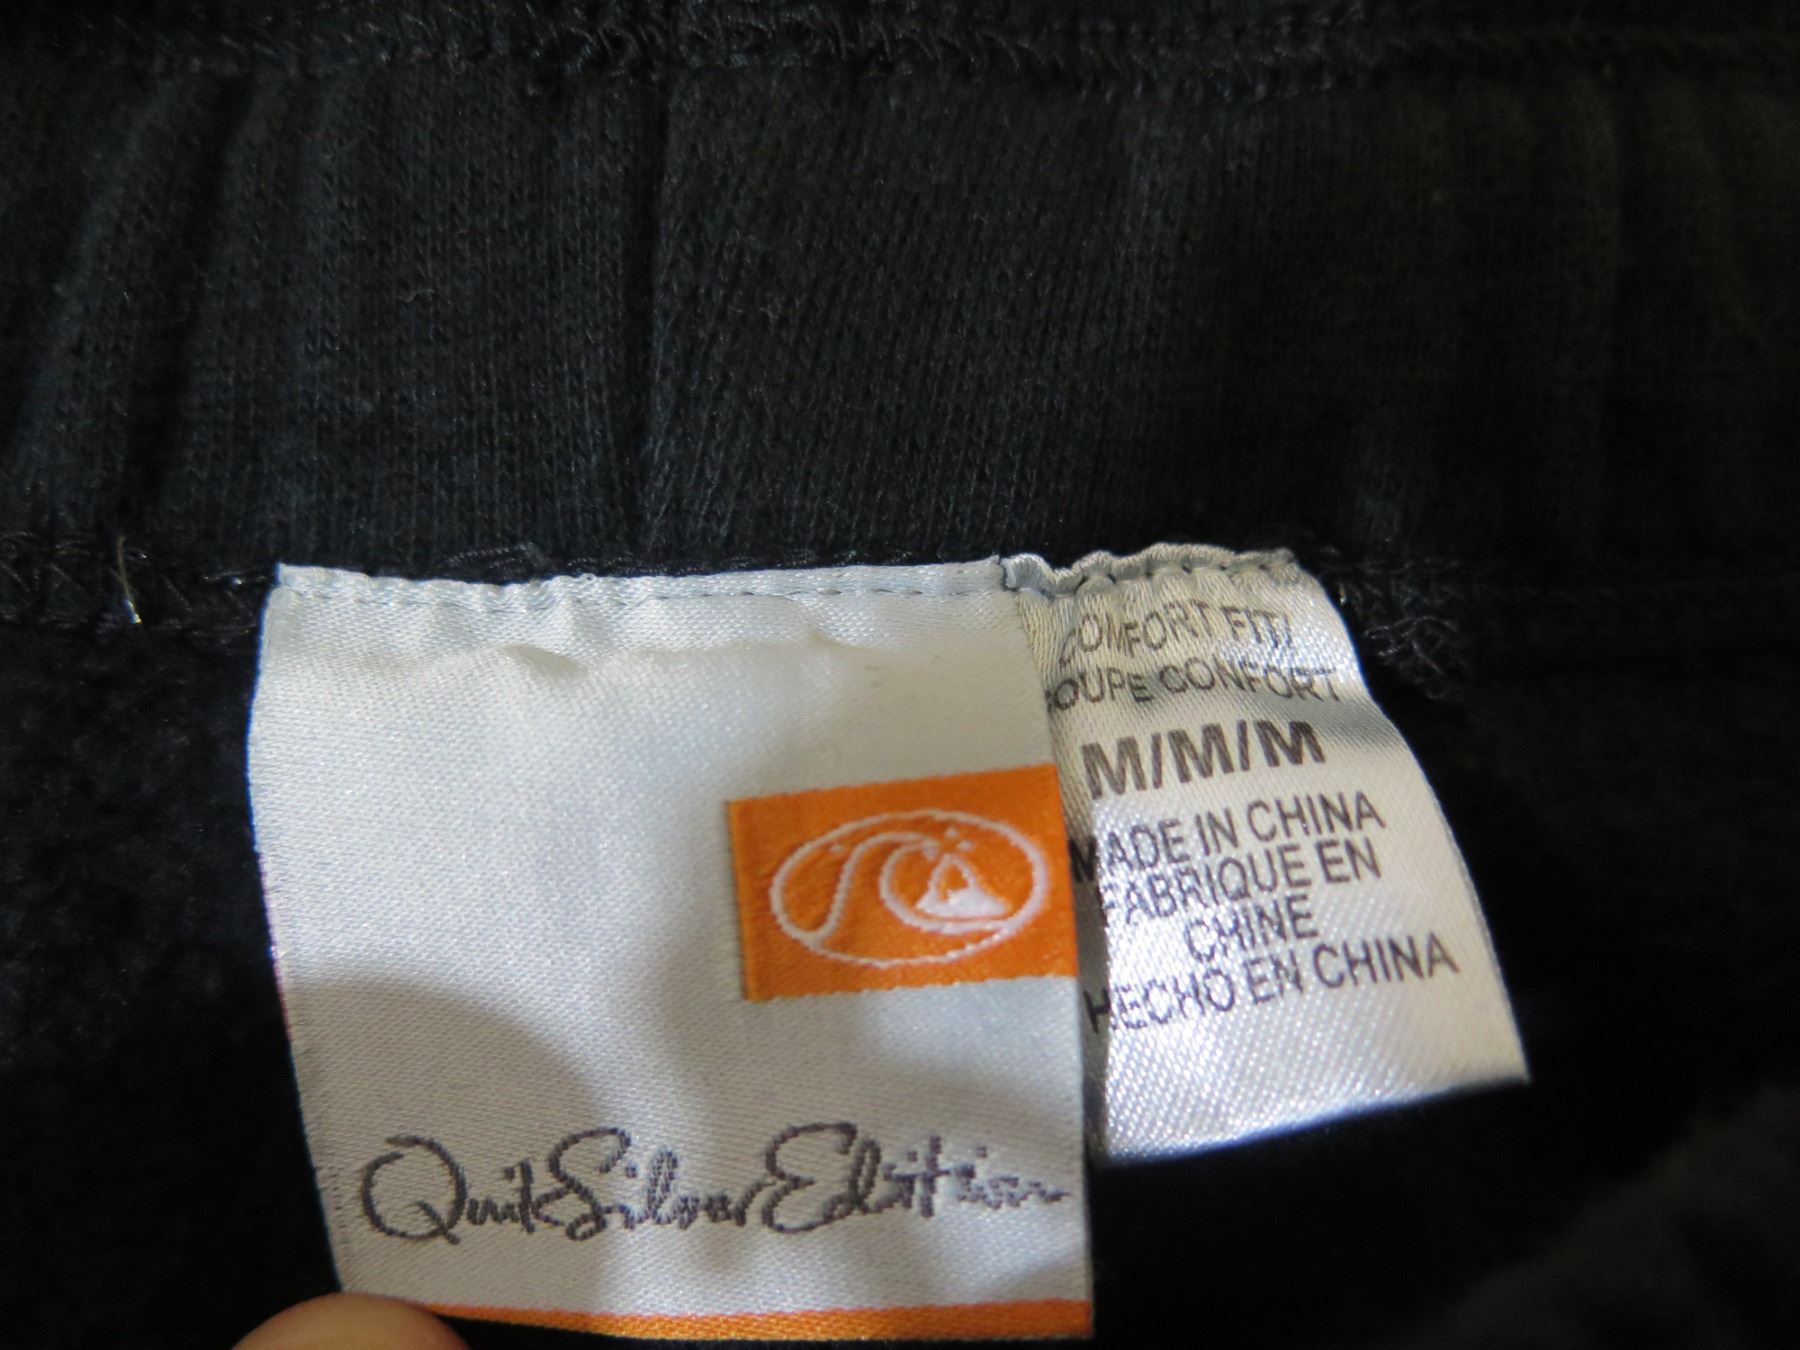 COMFORT FIT/
COUPE CONFORT
M/M/M
MADE IN CHINA
FABRIQUE EN
CHINE
HECHO EN CHINA
QuikSilver Edition